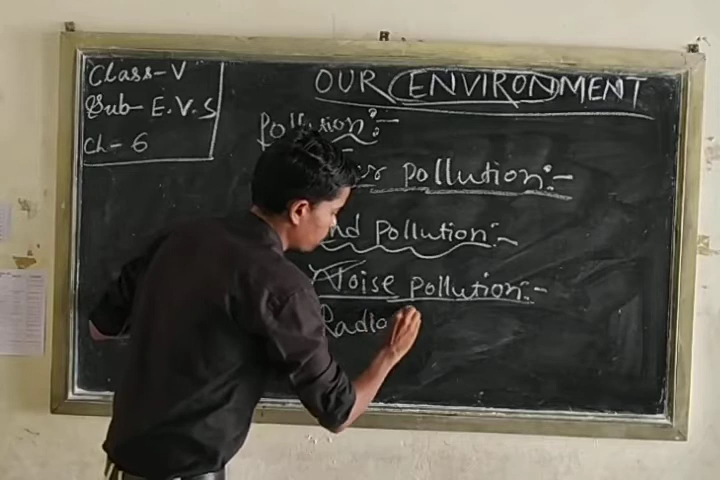 Class-V
Sub- E.V.S
Ch- 6
OUR ENVIRONMENT
Pollution:-
pollution:-
pollution:-
Noise pollution:-
Radio